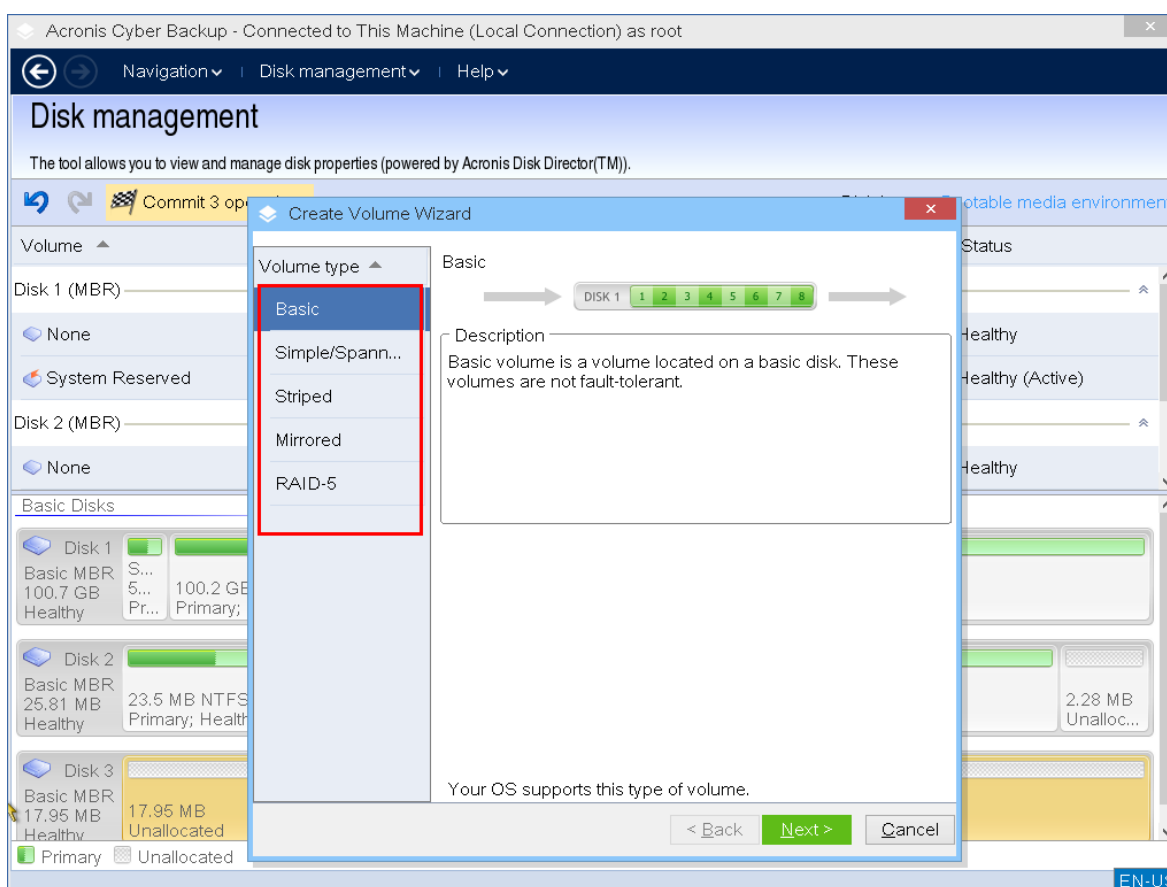 Acronis Cyber Backup - Connected to This Machine (Local Connection) as root
Navigation Disk management Help
Disk management
The tool allows you to view and manage disk properties (powered by Acronis Disk Director(TM)).
Commit 3 op
otable media environmen
Create Volume Wizard
Volume
Status
Volume type
Basic
Basic
Simple/Spann...
Striped
Mirrored
RAID-5
DISK 1 1 2 3 4 5 6 7 8
Description
Basic volume is a volume located on a basic disk. These
volumes are not fault-tolerant.
Your OS supports this type of volume.
< Back Next > Cancel
Disk 1 (MBR)
None
Healthy
System Reserved
Healthy (Active)
Disk 2 (MBR)
None
Healthy
Basic Disks
Disk 1
Basic MBR
100.7 GB
Healthy
S...
5...
Pr...
100.2 GB
Primary;
Disk 2
Basic MBR
25.81 MB
Healthy
23.5 MB NTFS
Primary; Health
2.28 MB
Unalloc...
Disk 3
Basic MBR
17.95 MB
Healthy
17.95 MB
Unallocated
Primary Unallocated
EN-US